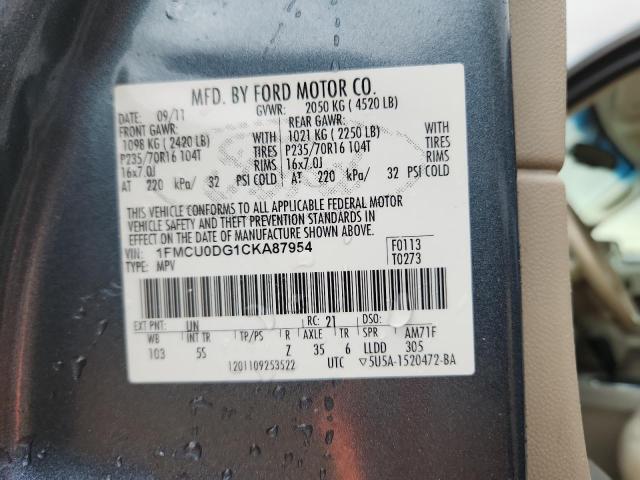 MFD. BY FORD MOTOR CO.
DATE: 09/11 GVWR: 2050 KG (4520 LB)
FRONT GAWR: REAR GAWR:
1098 KG (2420 LB) WITH 1021 KG (2250 LB) WITH
P235/70R16 104T TIRES P235/70R16 104T TIRES
16x7.0J RIMS 16x7.0J RIMS
AT 220 kPa/ 32 PSI COLD AT 220 kPa/ 32 PSI COLD
THIS VEHICLE CONFORMS TO ALL APPLICABLE FEDERAL MOTOR
VEHICLE SAFETY AND THEFT PREVENTION STANDARDS IN
EFFECT ON THE DATE OF MANUFACTURE SHOWN ABOVE.
VIN: 1FMCU0DG1CKA87954 F0113
TYPE: MPV T0273
EXT PNT: UN RC: 21 DSO:
WB INT TR TP/PS R AXLE TR SPR AM71F
103 5S Z 35 6 LLDD 305
1201109253522 UTC ▽5U5A-1520472-BA